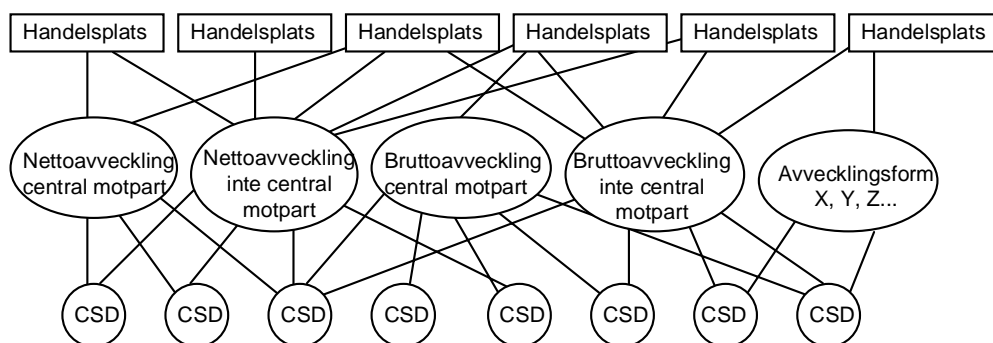 Handelsplats Handelsplats Handelsplats Handelsplats Handelsplats Handelsplats
Nettoavveckling
central motpart
Nettoavveckling
inte central
motpart
Bruttoavveckling
central motpart
Bruttoavveckling
inte central
motpart
Avvecklingsform
X, Y, Z...
CSD CSD CSD CSD CSD CSD CSD CSD